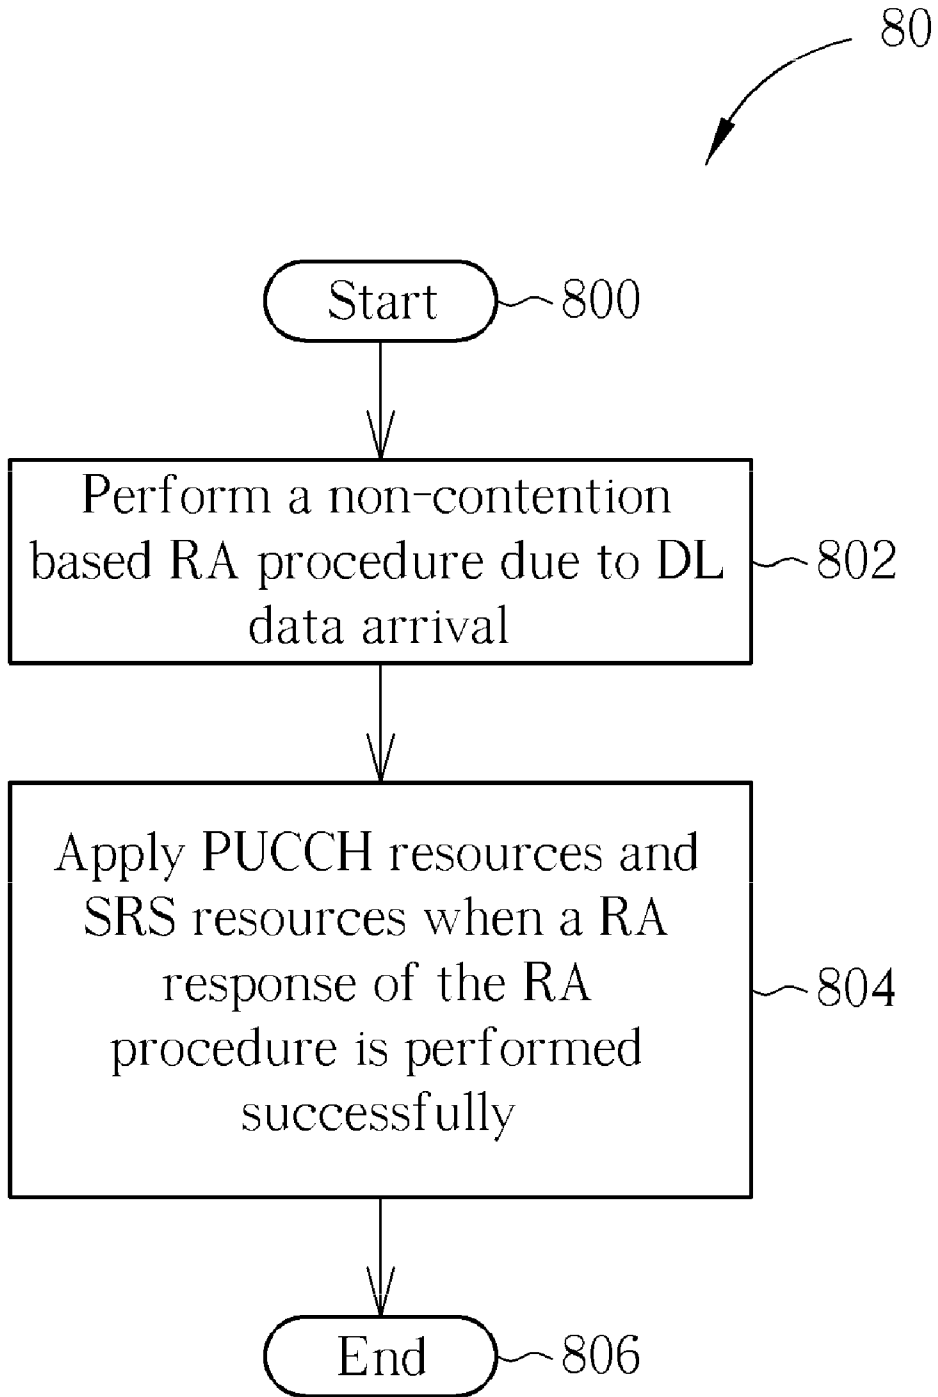 80
Start
800
Perform a non-contention
based RA procedure due to DL
data arrival
802
Apply PUCCH resources and
SRS resources when a RA
response of the RA
procedure is performed
successfully
804
End
806